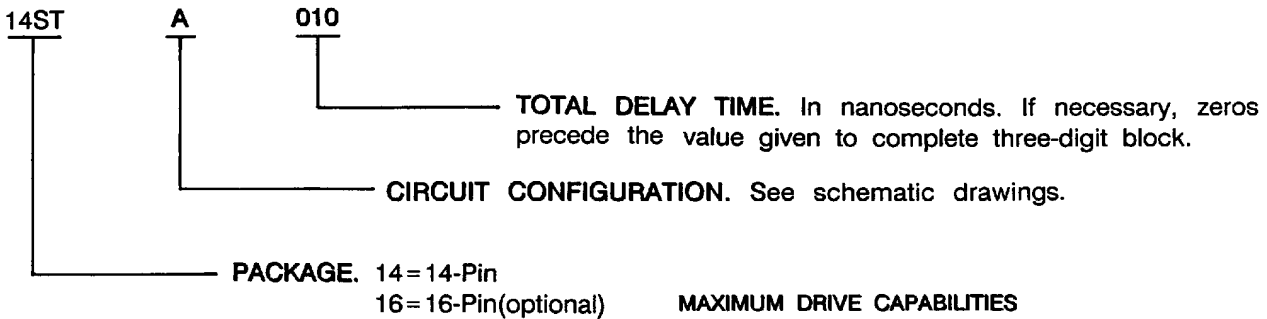 14ST A 010
TOTAL DELAY TIME. In nanoseconds. If necessary, zeros
precede the value given to complete three-digit block.
CIRCUIT CONFIGURATION. See schematic drawings.
PACKAGE. 14=14-Pin
16=16-Pin(optional) MAXIMUM DRIVE CAPABILITIES